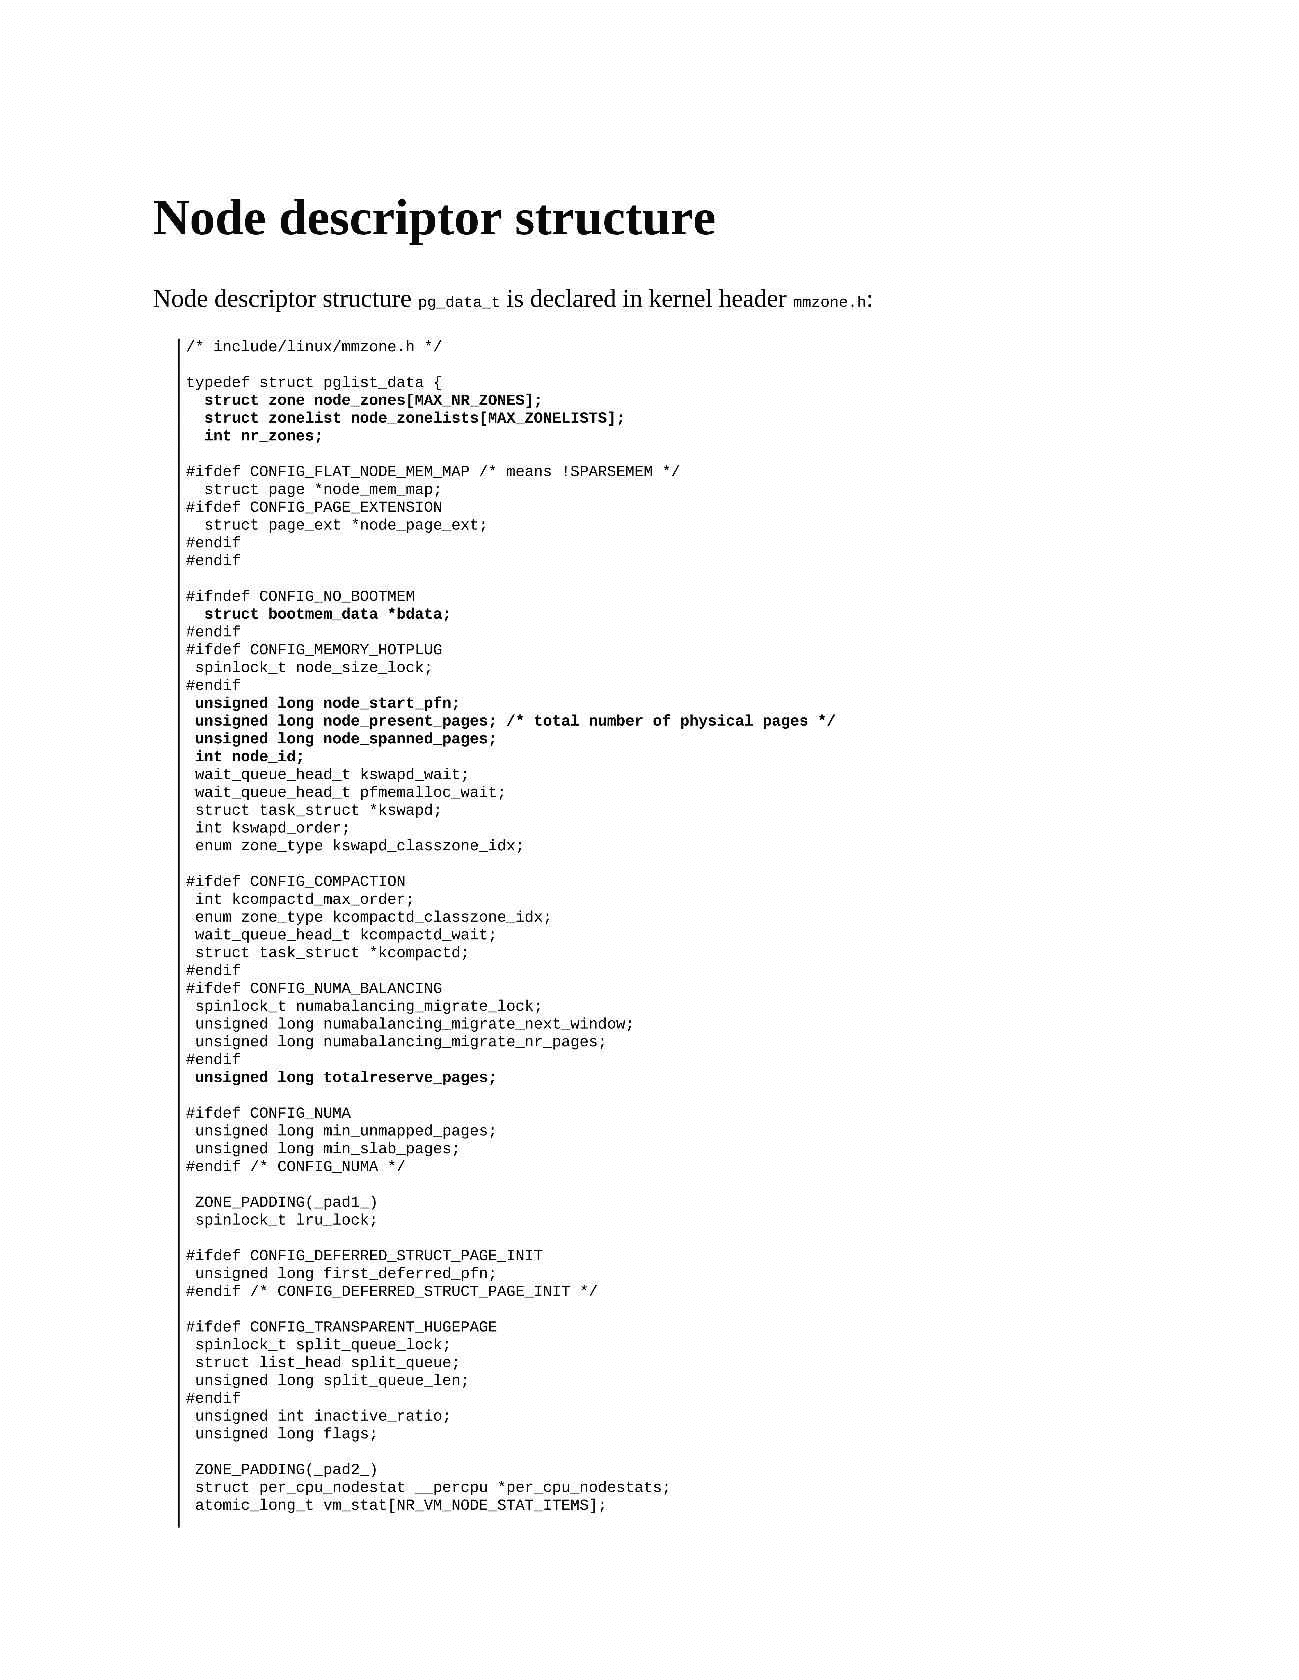 Node descriptor structure
Node descriptor structure pg_data_t is declared in kernel header mmzone.h:
/* include/linux/mmzone.h */
typedef struct pglist_data {
struct zone node_zones[MAX_NR_ZONES];
struct zonelist node_zonelists[MAX_ZONELISTS];
int nr_zones;
#ifdef CONFIG_FLAT_NODE_MEM_MAP /* means !SPARSEMEM */
struct page *node_mem_map;
#ifdef CONFIG_PAGE_EXTENSION
struct page_ext *node_page_ext;
#endif
#endif
#ifndef CONFIG_NO_BOOTMEM
struct bootmem_data *bdata;
#endif
#ifdef CONFIG_MEMORY_HOTPLUG
spinlock_t node_size_lock;
#endif
unsigned long node_start_pfn;
unsigned long node_present_pages; /* total number of physical pages */
unsigned long node_spanned_pages;
int node_id;
wait_queue_head_t kswapd_wait;
wait_queue_head_t pfmemalloc_wait;
struct task_struct *kswapd;
int kswapd_order;
enum zone_type kswapd_classzone_idx;
#ifdef CONFIG_COMPACTION
int kcompactd_max_order;
enum zone_type kcompactd_classzone_idx;
wait_queue_head_t kcompactd_wait;
struct task_struct *kcompactd;
#endif
#ifdef CONFIG_NUMA_BALANCING
spinlock_t numabalancing_migrate_lock;
unsigned long numabalancing_migrate_next_window;
unsigned long numabalancing_migrate_nr_pages;
#endif
unsigned long totalreserve_pages;
#ifdef CONFIG_NUMA
unsigned long min_unmapped_pages;
unsigned long min_slab_pages;
#endif /* CONFIG_NUMA */
ZONE_PADDING(_pad1_)
spinlock_t lru_lock;
#ifdef CONFIG_DEFERRED_STRUCT_PAGE_INIT
unsigned long first_deferred_pfn;
#endif /* CONFIG_DEFERRED_STRUCT_PAGE_INIT */
#ifdef CONFIG_TRANSPARENT_HUGEPAGE
spinlock_t split_queue_lock;
struct list_head split_queue;
unsigned long split_queue_len;
#endif
unsigned int inactive_ratio;
unsigned long flags;
ZONE_PADDING(_pad2_)
struct per_cpu_nodestat __percpu *per_cpu_nodestats;
atomic_long_t vm_stat[NR_VM_NODE_STAT_ITEMS];